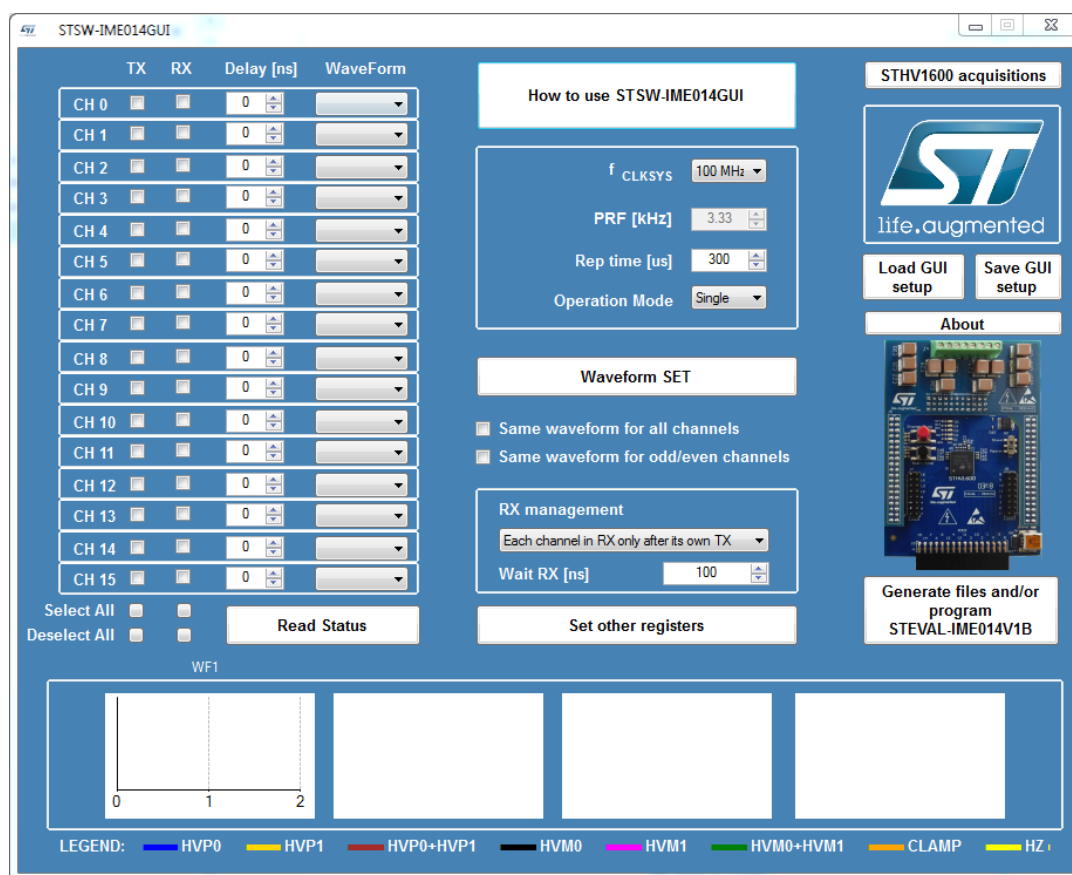 STSW-IME014GUI
TX RX Delay [ns] WaveForm
CH 0 0
CH 1 0
CH 2 0
CH 3 0
CH 4 0
CH 5 0
CH 6 0
CH 7 0
CH 8 0
CH 9 0
CH 10 0
CH 11 0
CH 12 0
CH 13 0
CH 14 0
CH 15 0
Select All
Deselect All
Read Status
How to use STSW-IME014GUI
f CLKSYS 100 MHz
PRF [kHz] 3.33
Rep time [us] 300
Operation Mode Single
Waveform SET
Same waveform for all channels
Same waveform for odd/even channels
RX management
Each channel in RX only after its own TX
Wait RX [ns] 100
Set other registers
STHV1600 acquisitions
ST
life.augmented
Load GUI
setup
Save GUI
setup
About
ST
STHV1600
ST
Generate files and/or
program
STEVAL-IME014V1B
WF1
0 1 2
LEGEND: HVP0 HVP1 HVP0+HVP1 HVM0 HVM1 HVM0+HVM1 CLAMP HZ